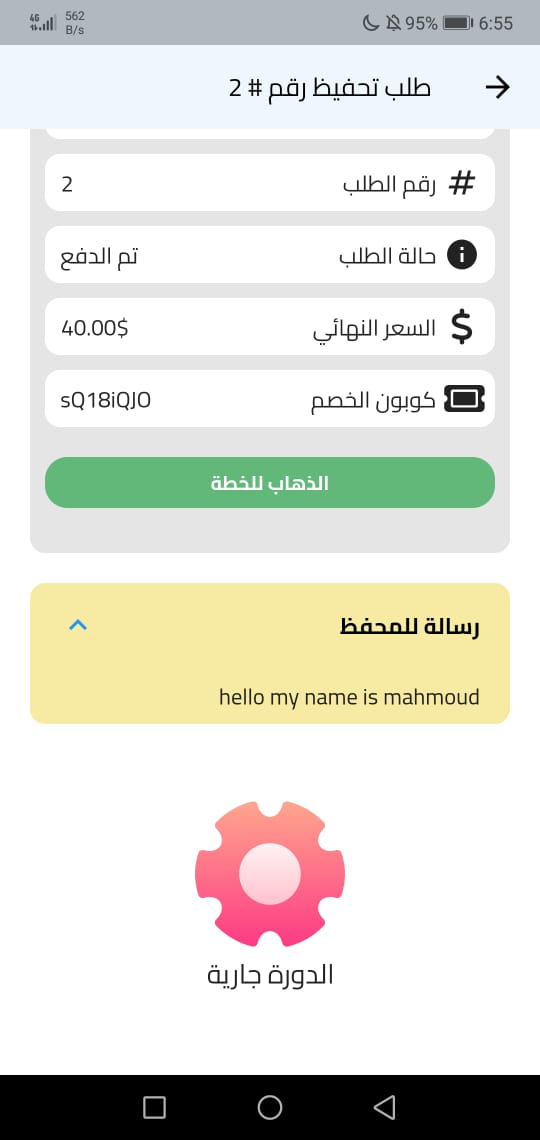 4G 562 B/s 95% 6:55
طلب تحفيظ رقم # 2
# رقم الطلب 2
حالة الطلب تم الدفع
$ السعر النهائي 40.00$
كوبون الخصم sQ18iQJO
الذهاب للخطة
رسالة للمحفظ
hello my name is mahmoud
الدورة جارية